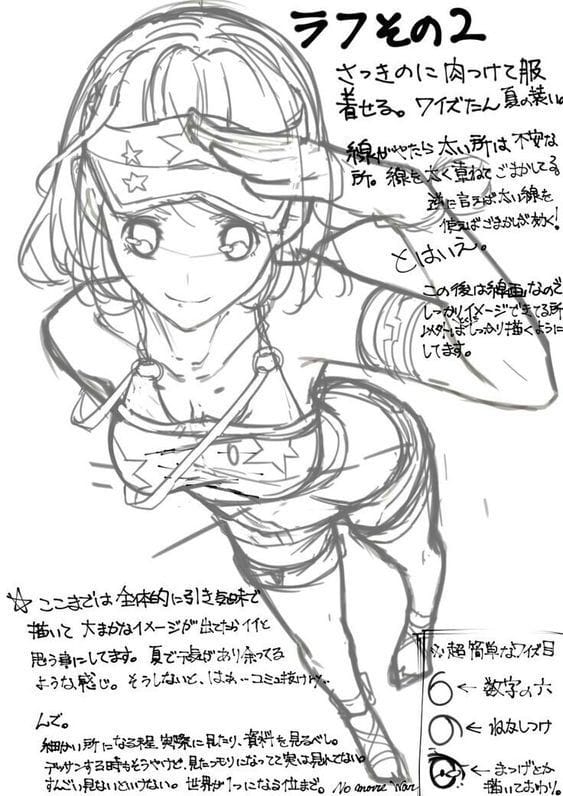 ラフその2
さっきのに肉つけて服
着せる。ワイズたん夏の装い。
線がやたら太い所は不安な
所。線を太く重ねてごまかしてる
逆に言えば太い線を
使えばごまかしがきく!
とはいえ。
この後は線画なので
しっかりイメージできてる所
以外はしっかり描くように
してます。
☆ここまでは全体的に引き気味で
描いて大まかなイメージが出てたらイイと
思う事にしてます。夏で元気があり余ってる
ような感じ。そうしないと、はぁ…コミュ抜けが…
んで。
細かい所になる程、実際に見たり、資料を見るべし。
デッサンする時もそうやけど、見たつもりになってて実は見れてない。
すんごい見ないといけない。世界が1つになる位まで。No more War
※超簡単なワイズ目
6←数字の六
←ねなしつけ
←まつげとか
描いておわり。